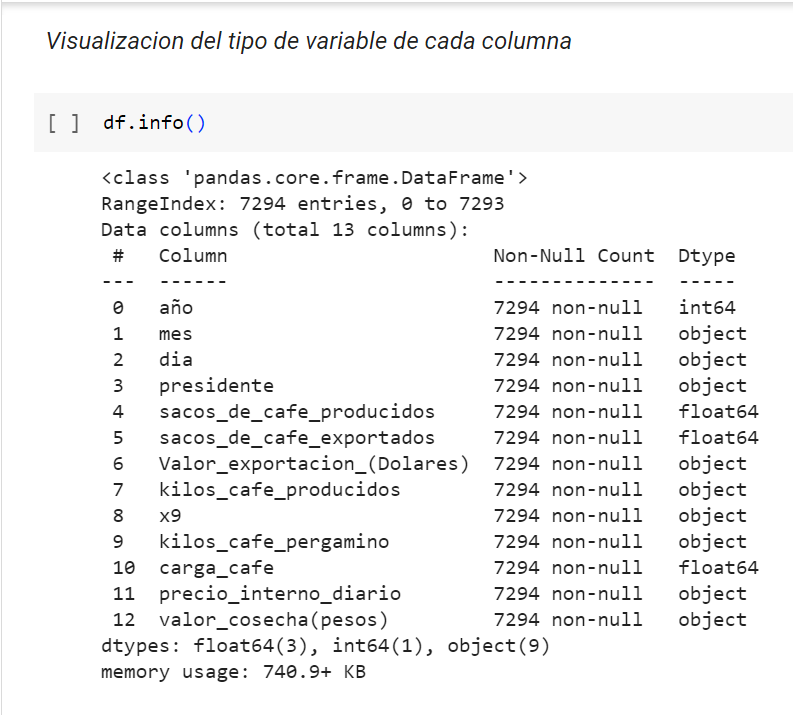 Visualizacion del tipo de variable de cada columna
[ ] df.info()
<class 'pandas.core.frame.DataFrame'>
RangeIndex: 7294 entries, 0 to 7293
Data columns (total 13 columns):
 #   Column                       Non-Null Count  Dtype
---  ------                       --------------  -----
 0   año                          7294 non-null   int64
 1   mes                          7294 non-null   object
 2   dia                          7294 non-null   object
 3   presidente                   7294 non-null   object
 4   sacos_de_cafe_producidos     7294 non-null   float64
 5   sacos_de_cafe_exportados     7294 non-null   float64
 6   Valor_exportacion_(Dolares)  7294 non-null   object
 7   kilos_cafe_producidos        7294 non-null   object
 8   x9                           7294 non-null   object
 9   kilos_cafe_pergamino         7294 non-null   object
 10  carga_cafe                   7294 non-null   float64
 11  precio_interno_diario        7294 non-null   object
 12  valor_cosecha(pesos)         7294 non-null   object
dtypes: float64(3), int64(1), object(9)
memory usage: 740.9+ KB